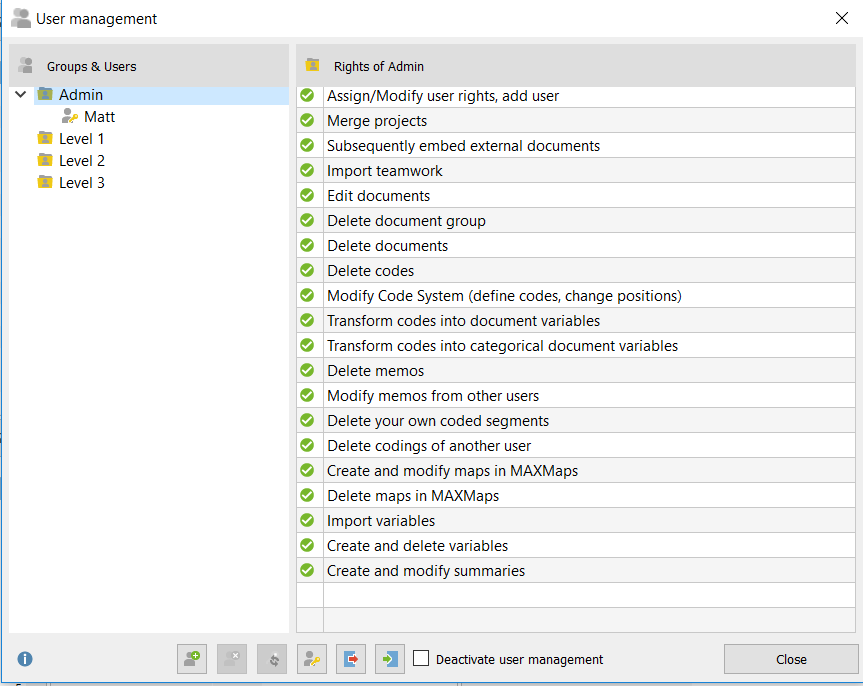 User management
Groups & Users
Admin
Matt
Level 1
Level 2
Level 3
Rights of Admin
Assign/Modify user rights, add user
Merge projects
Subsequently embed external documents
Import teamwork
Edit documents
Delete document group
Delete documents
Delete codes
Modify Code System (define codes, change positions)
Transform codes into document variables
Transform codes into categorical document variables
Delete memos
Modify memos from other users
Delete your own coded segments
Delete codings of another user
Create and modify maps in MAXMaps
Delete maps in MAXMaps
Import variables
Create and delete variables
Create and modify summaries
Deactivate user management
Close